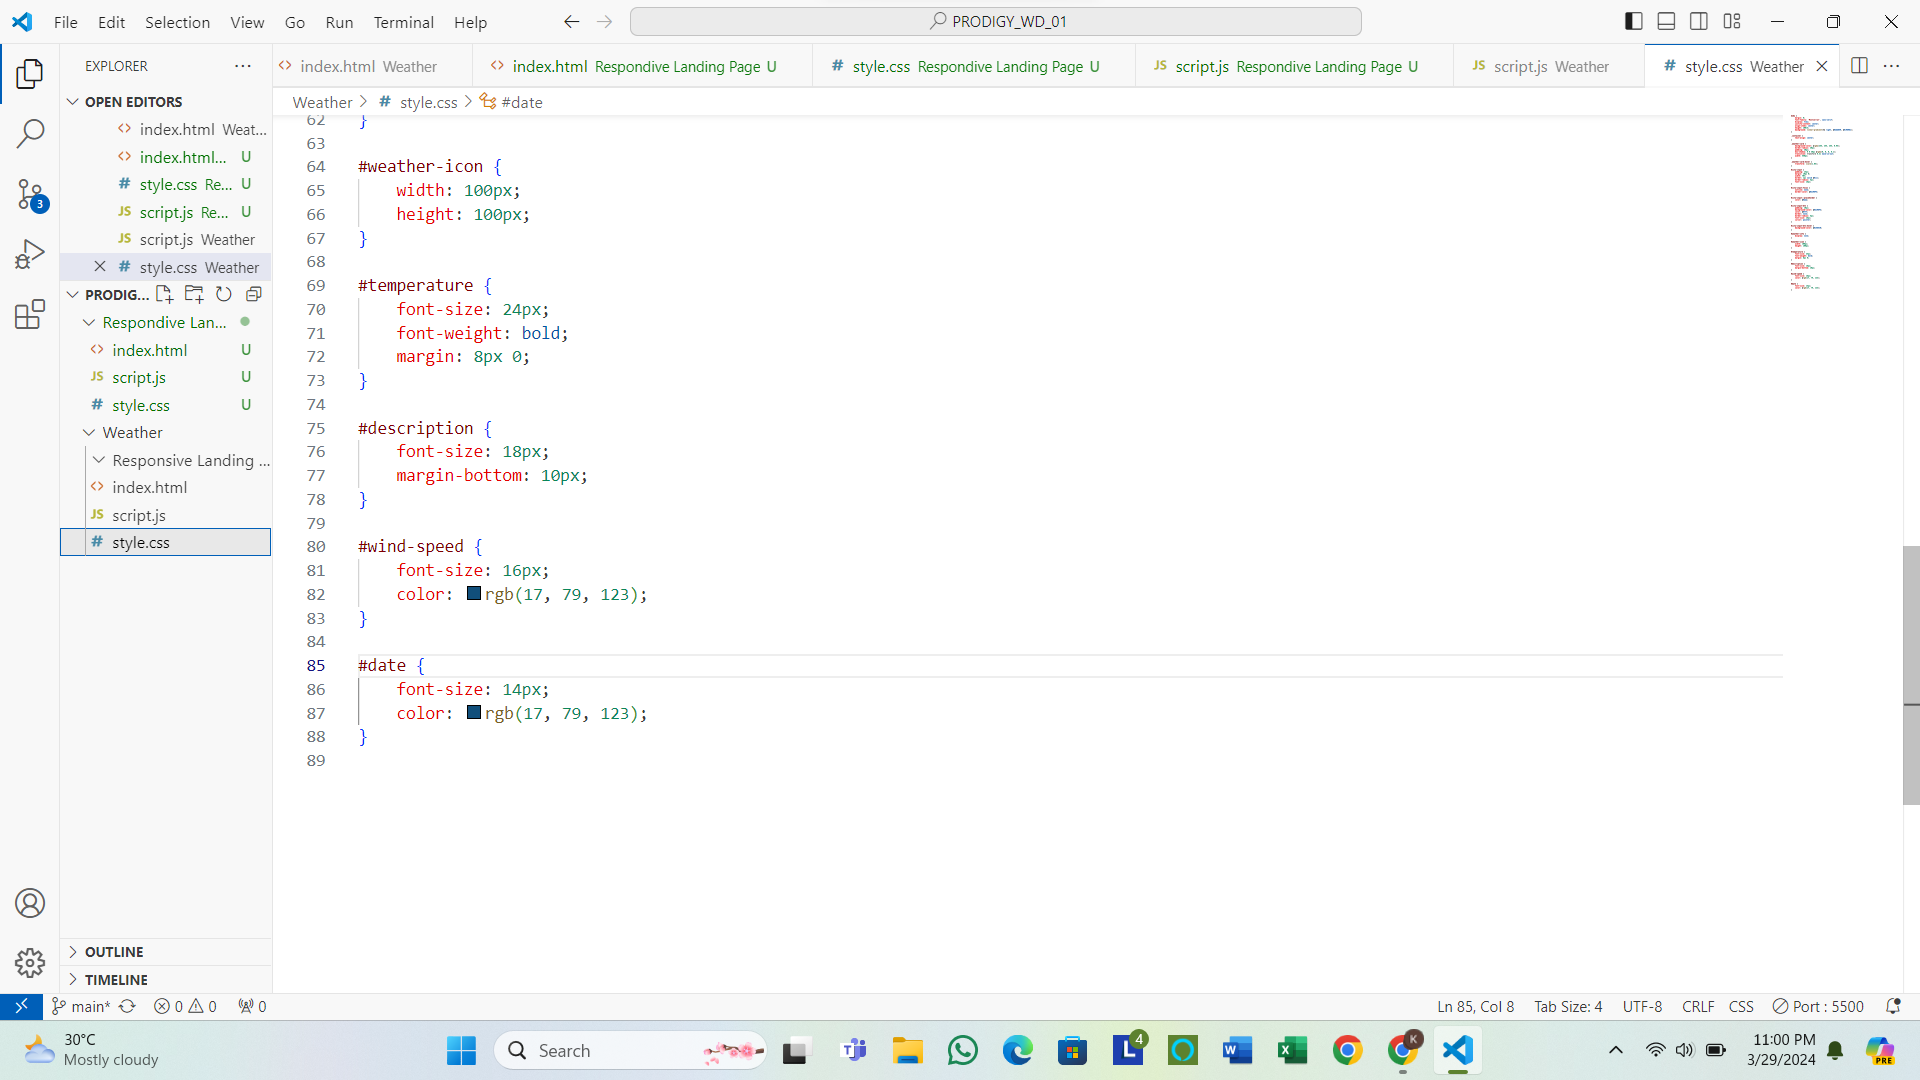 File Edit Selection View Go Run Terminal Help
PRODIGY_WD_01
EXPLORER
index.html Weather
index.html Respondive Landing Page U
style.css Respondive Landing Page U
script.js Respondive Landing Page U
script.js Weather
style.css Weather
Weather > style.css > #date
OPEN EDITORS
index.html Weat...
index.html... U
style.css Re... U
script.js Re... U
script.js Weather
style.css Weather
PRODIG...
Respondive Lan...
index.html U
script.js U
style.css U
Weather
Responsive Landing ...
index.html
script.js
style.css
OUTLINE
TIMELINE
62 }
63
64 #weather-icon {
65 width: 100px;
66 height: 100px;
67 }
68
69 #temperature {
70 font-size: 24px;
71 font-weight: bold;
72 margin: 8px 0;
73 }
74
75 #description {
76 font-size: 18px;
77 margin-bottom: 10px;
78 }
79
80 #wind-speed {
81 font-size: 16px;
82 color: rgb(17, 79, 123);
83 }
84
85 #date {
86 font-size: 14px;
87 color: rgb(17, 79, 123);
88 }
89
3
main* 0 0 0
Ln 85, Col 8 Tab Size: 4 UTF-8 CRLF CSS Port : 5500
30°C
Mostly cloudy
Search
4
K
11:00 PM
3/29/2024
PRE